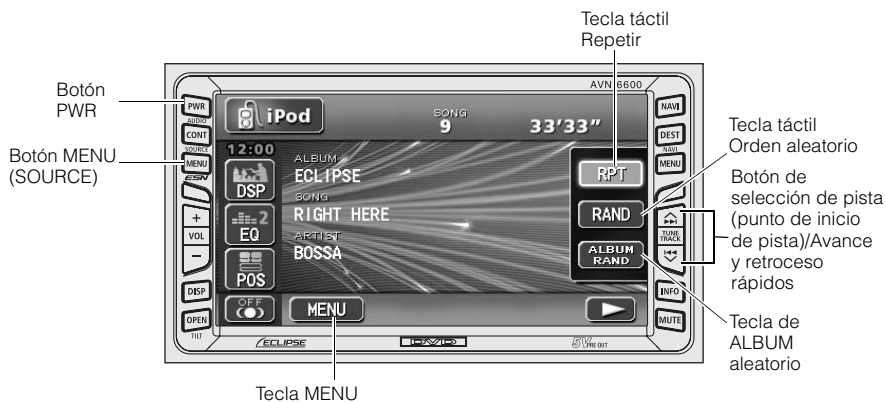 Tecla táctil
Repetir
Botón
PWR
Botón MENU
(SOURCE)
Tecla táctil
Orden aleatorio
Botón de
selección de pista
(punto de inicio
de pista)/Avance
y retroceso
rápidos
Tecla de
ALBUM
aleatorio
Tecla MENU
AVN 6600
PWR
AUDIO
CONT
SOURCE
MENU
ESN
+
VOL
−
DISP
OPEN
TILT
iPod
SONG
9
33'33"
12:00
DSP
2
EQ
POS
OFF
ALBUM
ECLIPSE
SONG
RIGHT HERE
ARTIST
BOSSA
RPT
RAND
ALBUM
RAND
MENU
NAVI
DEST
NAVI
MENU
TUNE
TRACK
INFO
MUTE
ECLIPSE
DVD
5V PRE OUT